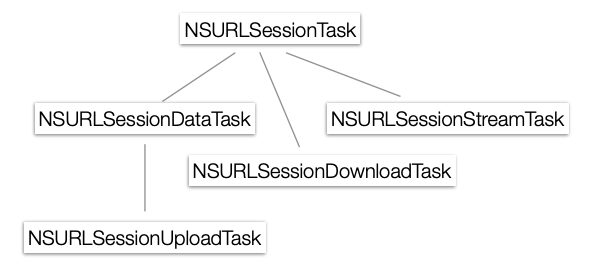 NSURLSessionTask
NSURLSessionDataTask
NSURLSessionStreamTask
NSURLSessionDownloadTask
NSURLSessionUploadTask